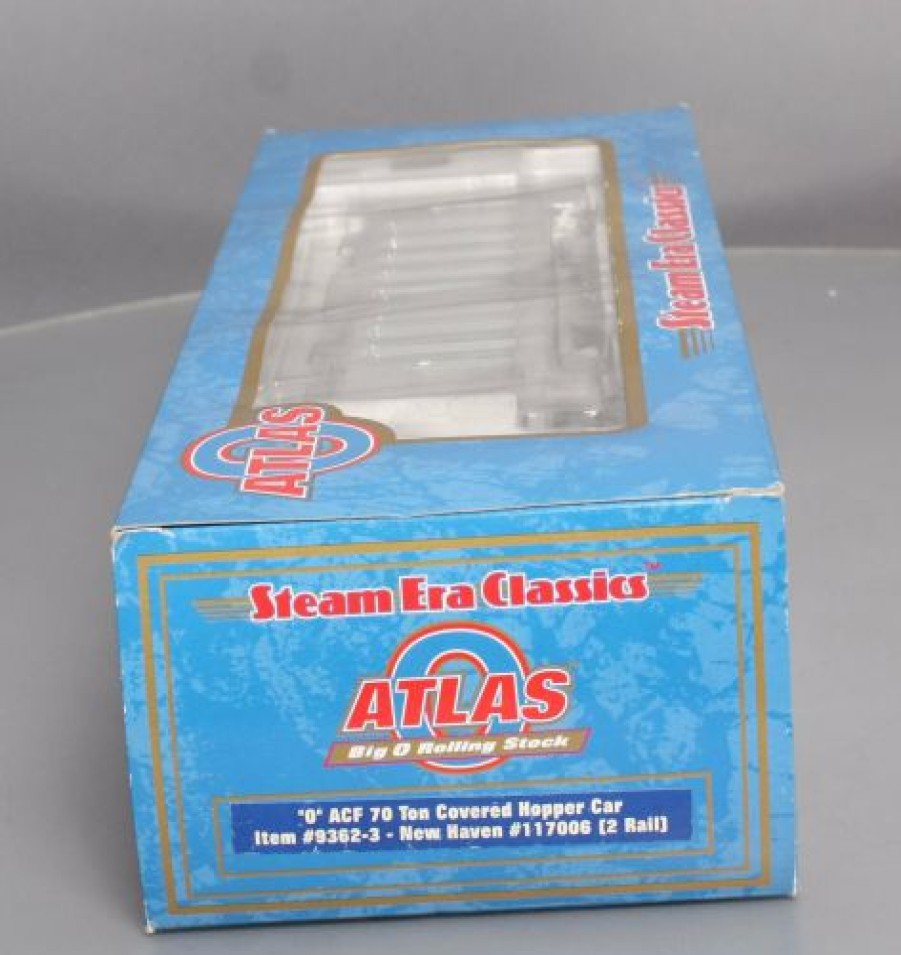 Steam Era Classics
ATLAS
Steam Era Classics™
ATLAS
Big O Rolling Stock
"O" ACF 70 Ton Covered Hopper Car
Item #9362-3 - New Haven #117006 (2 Rail)